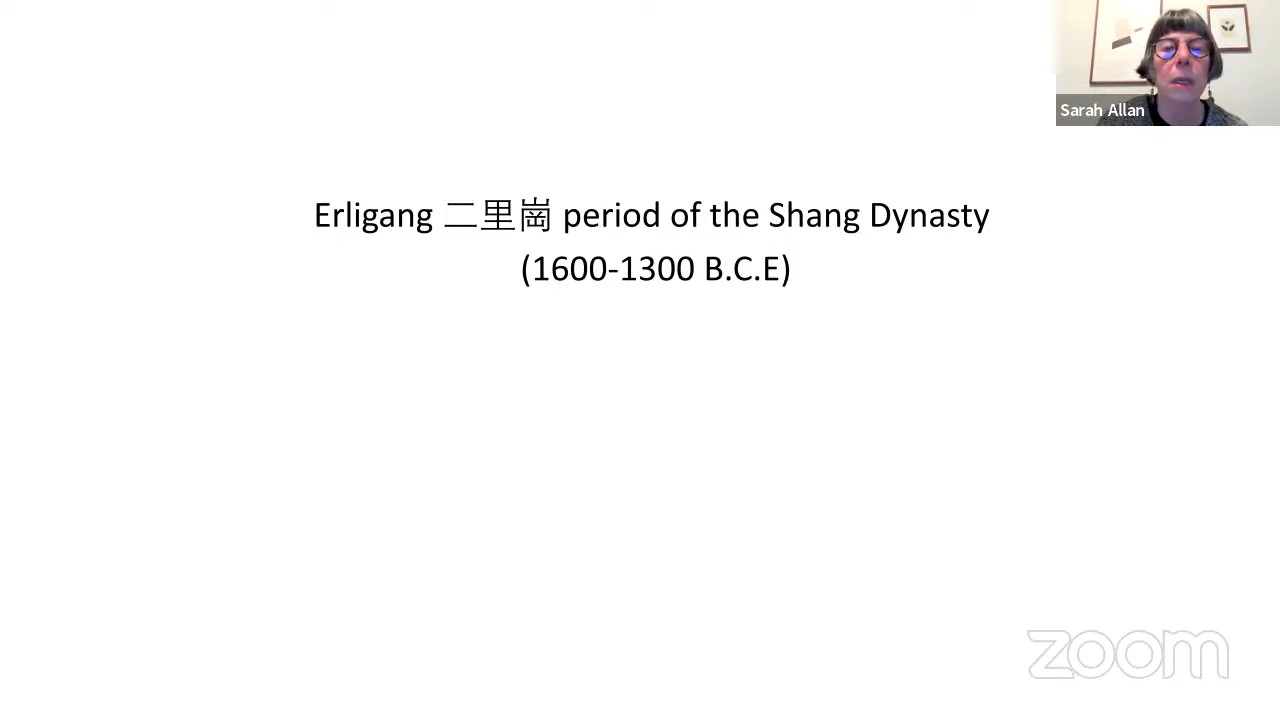 Sarah Allan
Erligang 二里崗 period of the Shang Dynasty
(1600-1300 B.C.E)
zoom